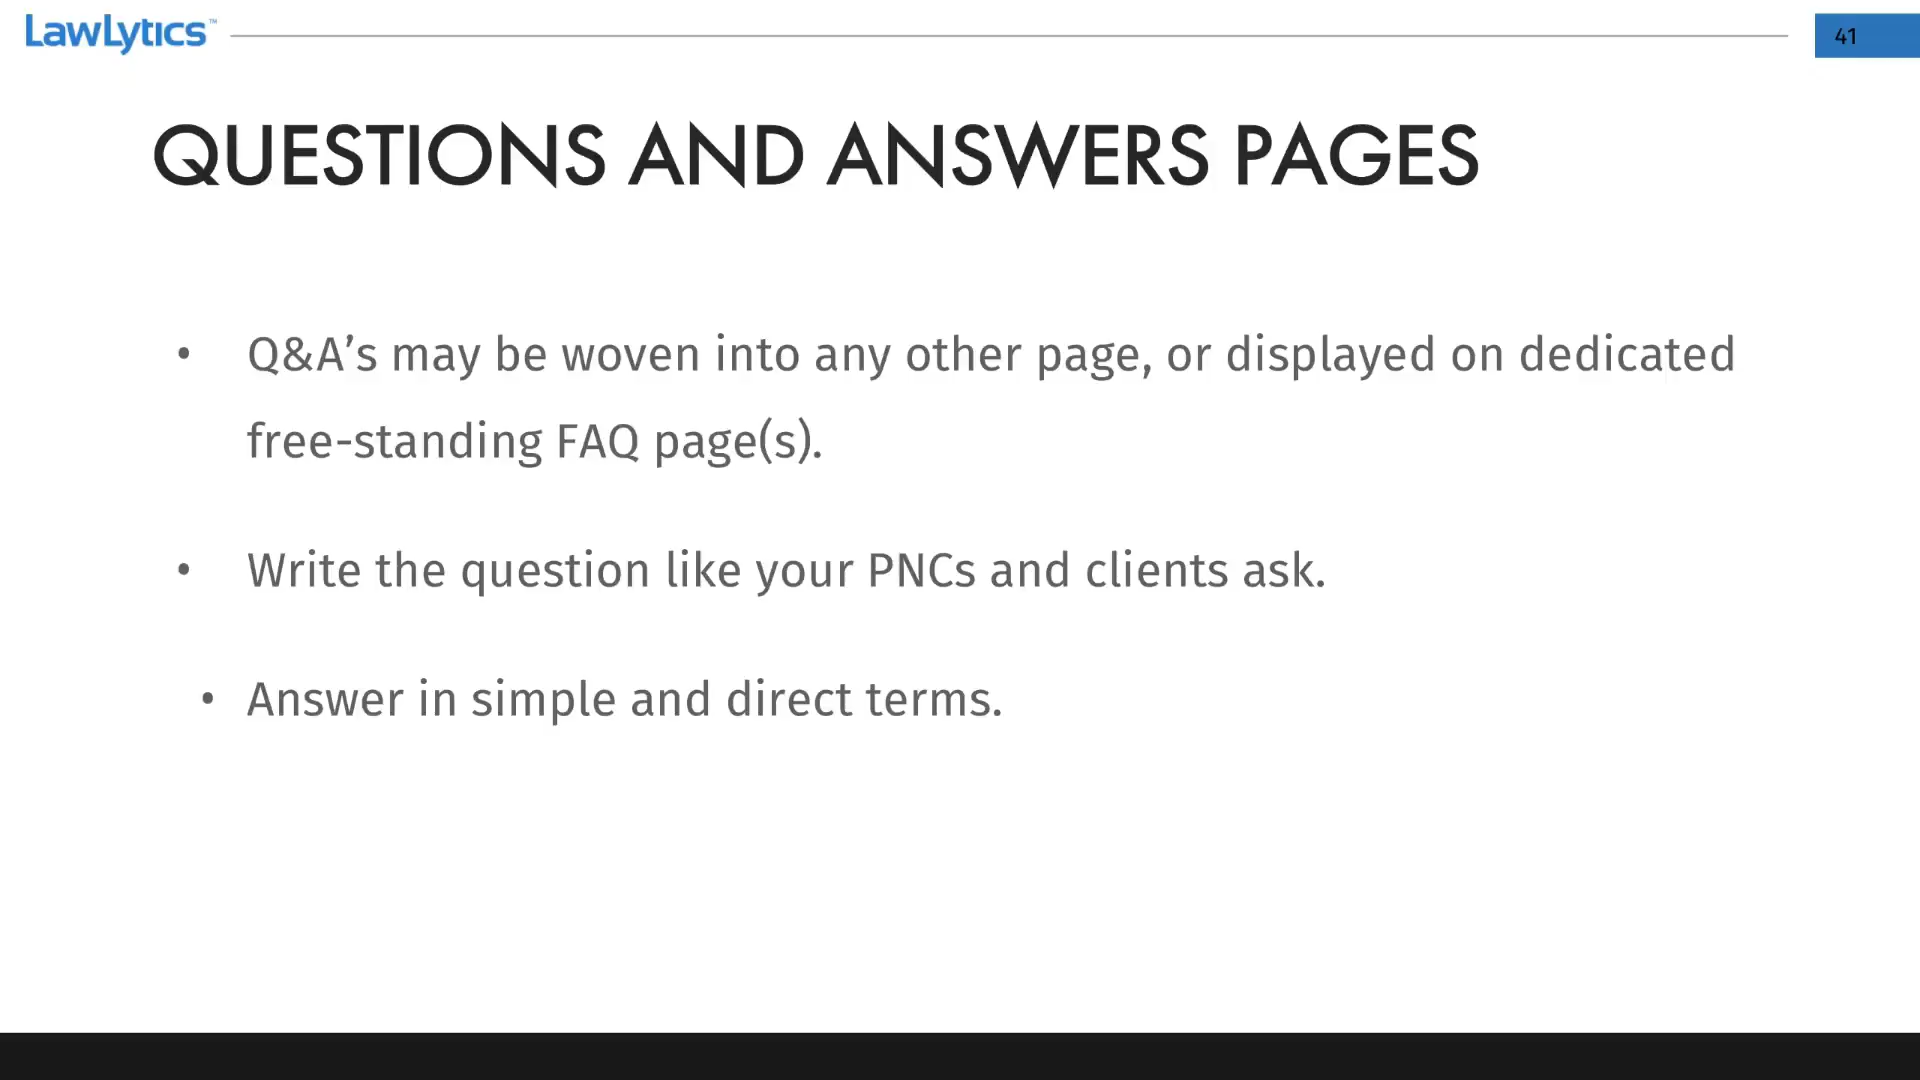 LawLytics™
41
QUESTIONS AND ANSWERS PAGES
• Q&A’s may be woven into any other page, or displayed on dedicated
free-standing FAQ page(s).
• Write the question like your PNCs and clients ask.
• Answer in simple and direct terms.